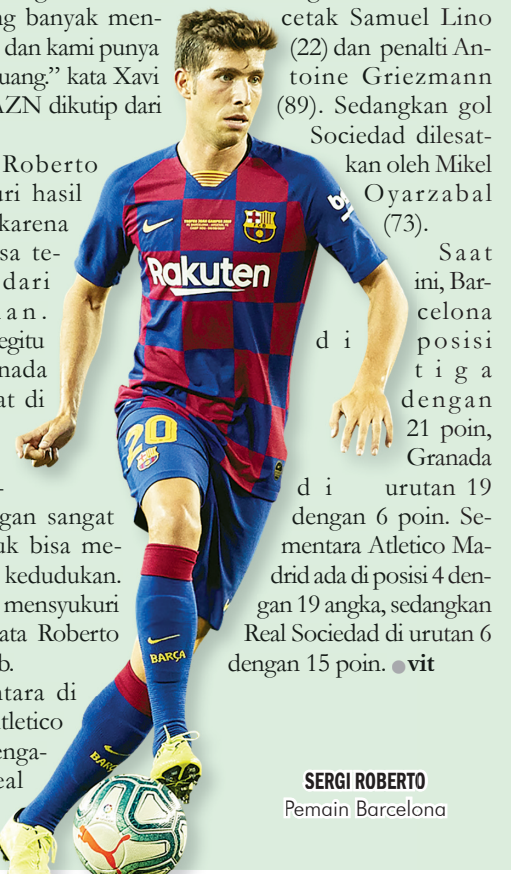 ng banyak men-
dan kami punya
uang.” kata Xavi
AZN dikutip dari
Roberto
uri hasil
karena
sa te-
dari
an.
egitu
nada
at di
-
gan sangat
uk bisa me-
kedudukan.
mensyukuri
ata Roberto
b.
ntara di
tletico
enga-
eal
cetak Samuel Lino
(22) dan penalti An-
toine Griezmann
(89). Sedangkan gol
Sociedad dilesat-
kan oleh Mikel
Oyarzabal
(73).
Saat
ini, Bar-
celona
di posisi
tiga
dengan
21 poin,
Granada
di urutan 19
dengan 6 poin. Se-
mentara Atletico Ma-
drid ada di posisi 4 den-
gan 19 angka, sedangkan
Real Sociedad di urutan 6
dengan 15 poin. ●vit
be
Rakuten
20
BARÇA
BARÇ
SERGI ROBERTO
Pemain Barcelona